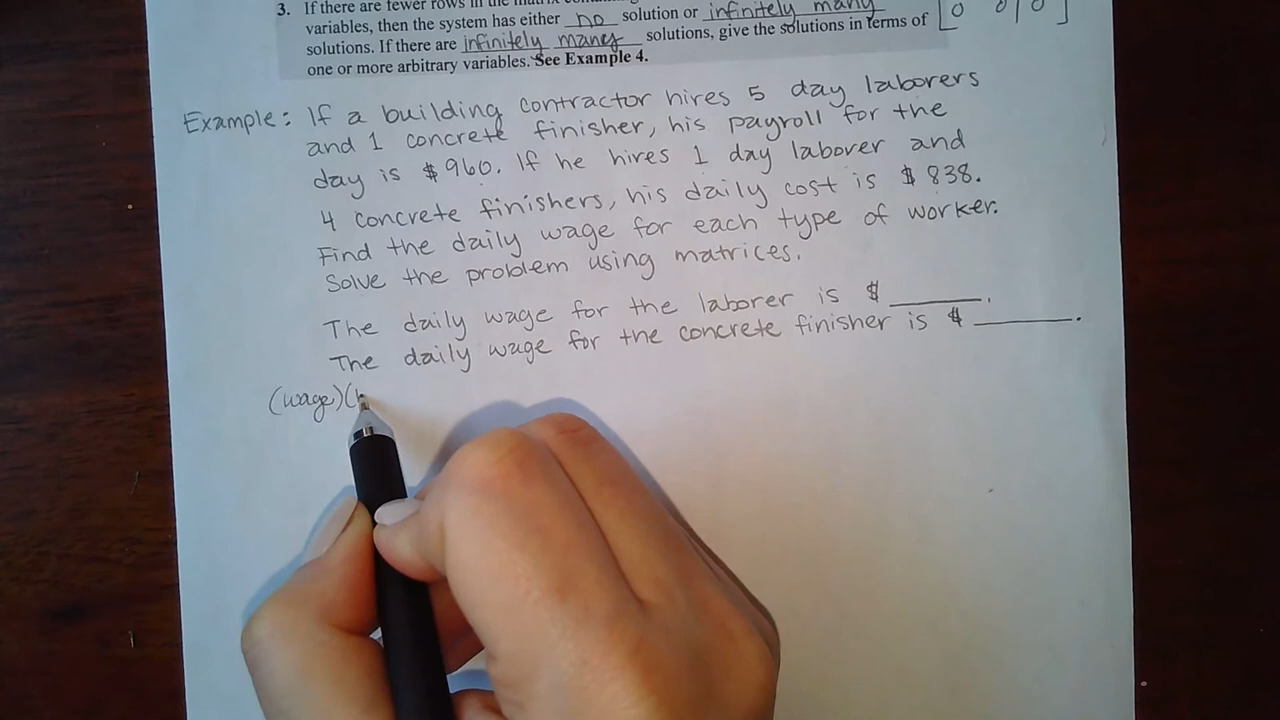 3. If there are fewer rows in the matrix
variables, then the system has either no solution or infinitely many
solutions. If there are infinitely many solutions, give the solutions in terms of
one or more arbitrary variables. See Example 4.
0 0 | 0
Example: If a building contractor hires 5 day laborers
and 1 concrete finisher, his payroll for the
day is $960. If he hires 1 day laborer and
4 concrete finishers, his daily cost is $838.
Find the daily wage for each type of worker.
Solve the problem using matrices.
The daily wage for the laborer is $ ______.
The daily wage for the concrete finisher is $ ______.
(wage)(